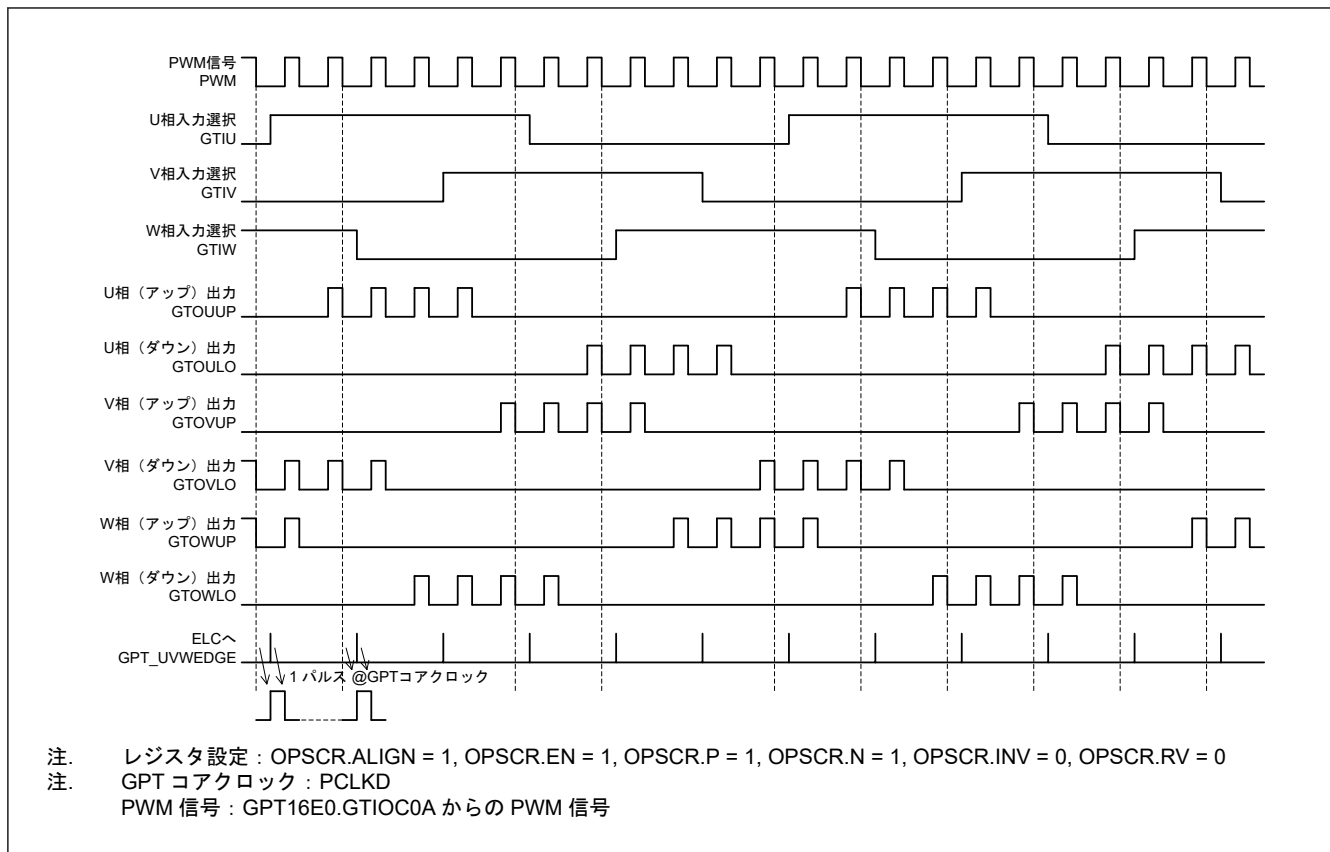 PWM信号
PWM
U相入力選択
GTIU
V相入力選択
GTIV
W相入力選択
GTIW
U相（アップ）出力
GTOUUP
U相（ダウン）出力
GTOULO
V相（アップ）出力
GTOVUP
V相（ダウン）出力
GTOVLO
W相（アップ）出力
GTOWUP
W相（ダウン）出力
GTOWLO
ELCへ
GPT_UVWEDGE
1 パルス @GPTコアクロック
注. レジスタ設定：OPSCR.ALIGN = 1, OPSCR.EN = 1, OPSCR.P = 1, OPSCR.N = 1, OPSCR.INV = 0, OPSCR.RV = 0
注. GPT コアクロック：PCLKD
PWM 信号：GPT16E0.GTIOC0A からの PWM 信号